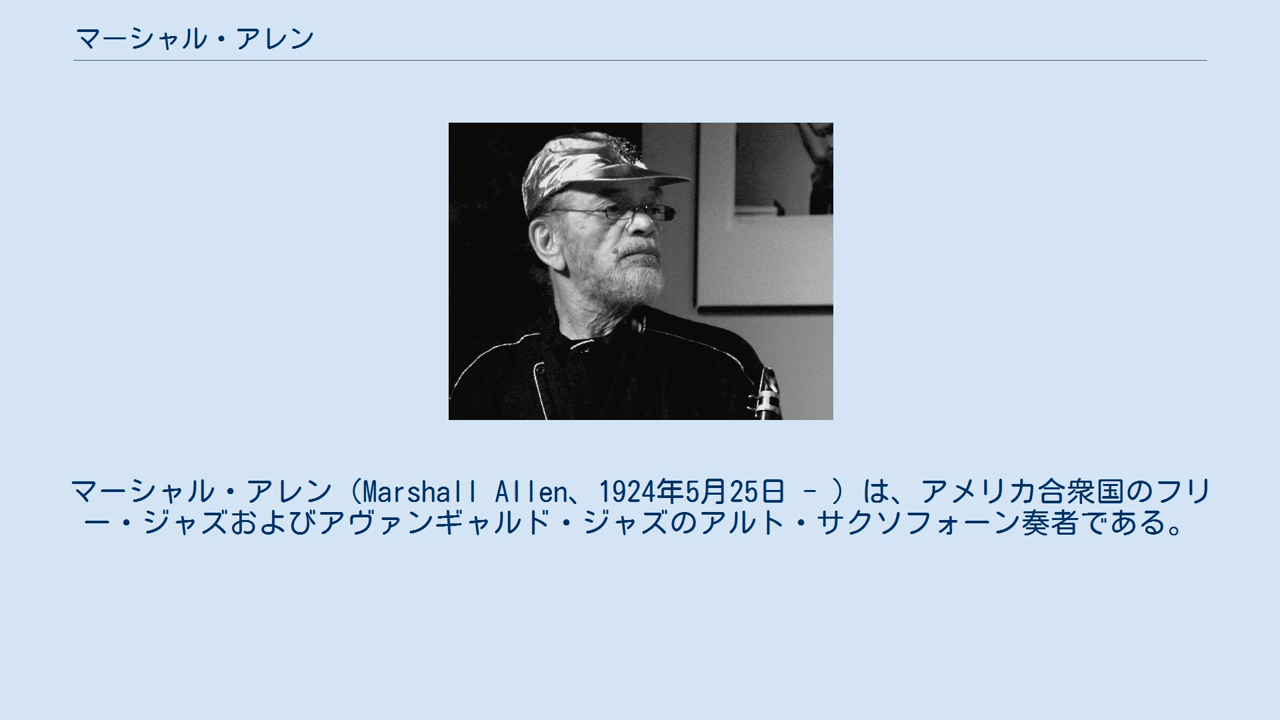 マーシャル・アレン
マーシャル・アレン（Marshall Allen、1924年5月25日 - ）は、アメリカ合衆国のフリ
ー・ジャズおよびアヴァンギャルド・ジャズのアルト・サクソフォーン奏者である。